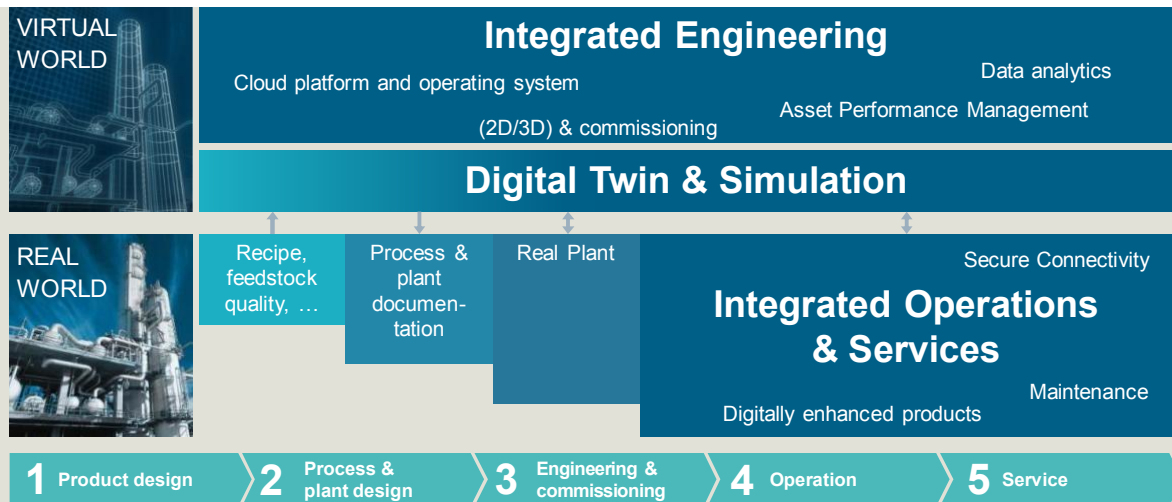 VIRTUAL
WORLD
Integrated Engineering
Data analytics
Cloud platform and operating system
Asset Performance Management
(2D/3D) & commissioning
Digital Twin & Simulation
REAL
WORLD
Recipe,
feedstock
quality, …
Process &
plant
documen-
tation
Real Plant
Secure Connectivity
Integrated Operations
& Services
Maintenance
Digitally enhanced products
1 Product design
2 Process &
plant design
3 Engineering &
commissioning
4 Operation
5 Service